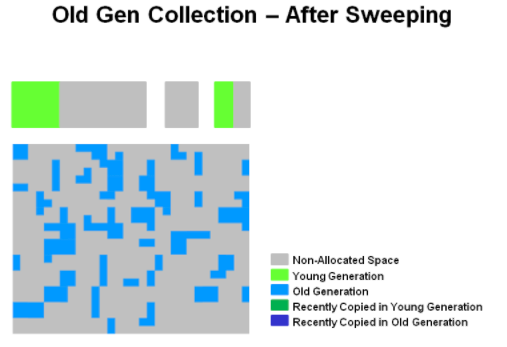 Old Gen Collection – After Sweeping
Non-Allocated Space
Young Generation
Old Generation
Recently Copied in Young Generation
Recently Copied in Old Generation